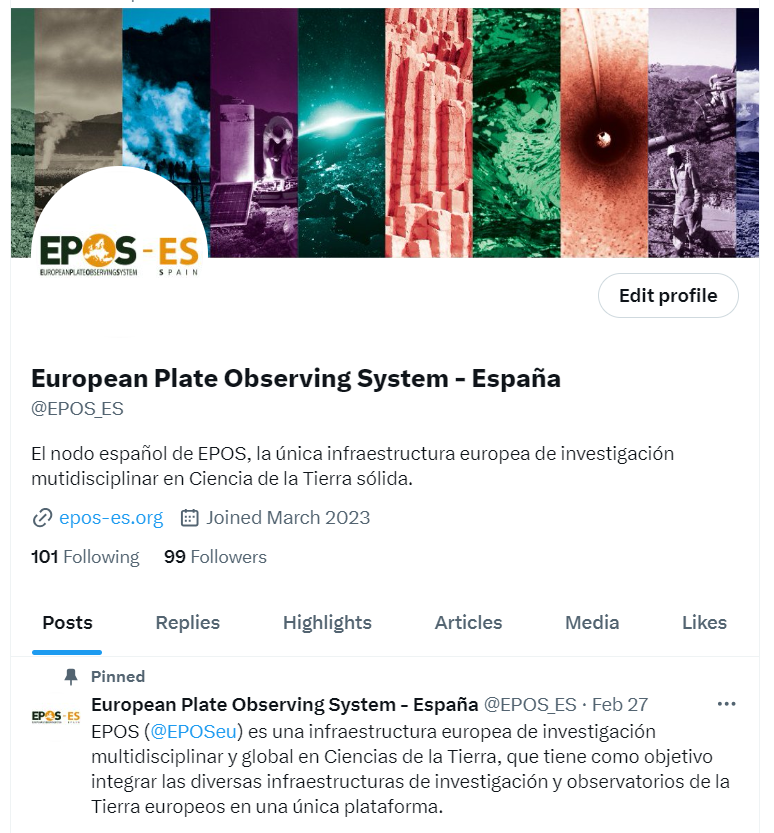 EPOS - ES
EUROPEANPLATEOBSERVINGSYSTEM SPAIN
Edit profile
European Plate Observing System - España
@EPOS_ES
El nodo español de EPOS, la única infraestructura europea de investigación
mutidisciplinar en Ciencia de la Tierra sólida.
epos-es.org Joined March 2023
101 Following 99 Followers
Posts Replies Highlights Articles Media Likes
Pinned
European Plate Observing System - España @EPOS_ES · Feb 27
EPOS - ES
EPOS (@EPOSeu) es una infraestructura europea de investigación
multidisciplinar y global en Ciencias de la Tierra, que tiene como objetivo
integrar las diversas infraestructuras de investigación y observatorios de la
Tierra europeos en una única plataforma.